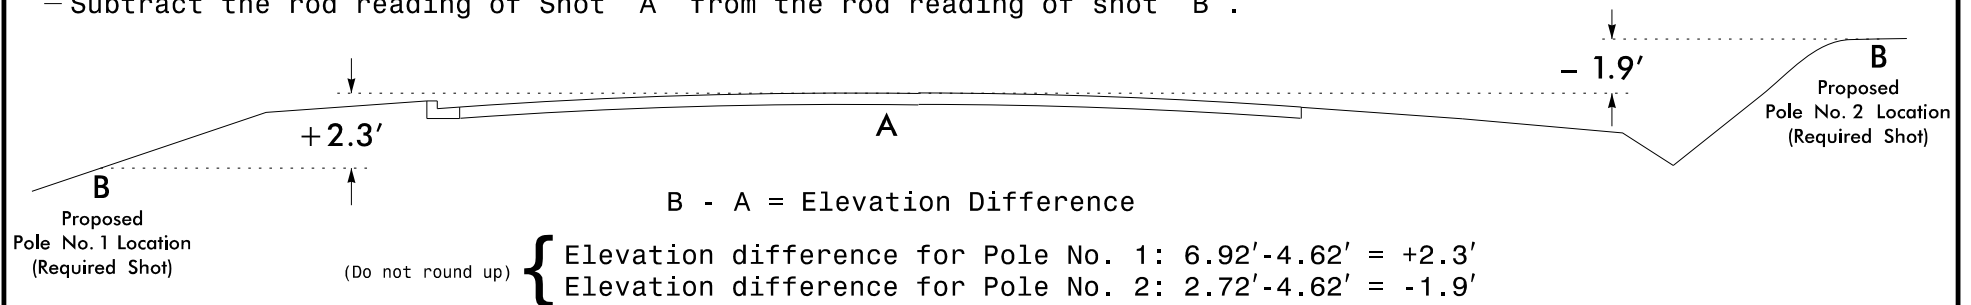 – Subtract the rod reading of Shot "A" from the rod reading of shot "B".
– 1.9′
B
Proposed
Pole No. 2 Location
(Required Shot)
+2.3′
A
B
Proposed
Pole No. 1 Location
(Required Shot)
B - A = Elevation Difference
(Do not round up)
{ Elevation difference for Pole No. 1: 6.92′-4.62′ = +2.3′
Elevation difference for Pole No. 2: 2.72′-4.62′ = -1.9′